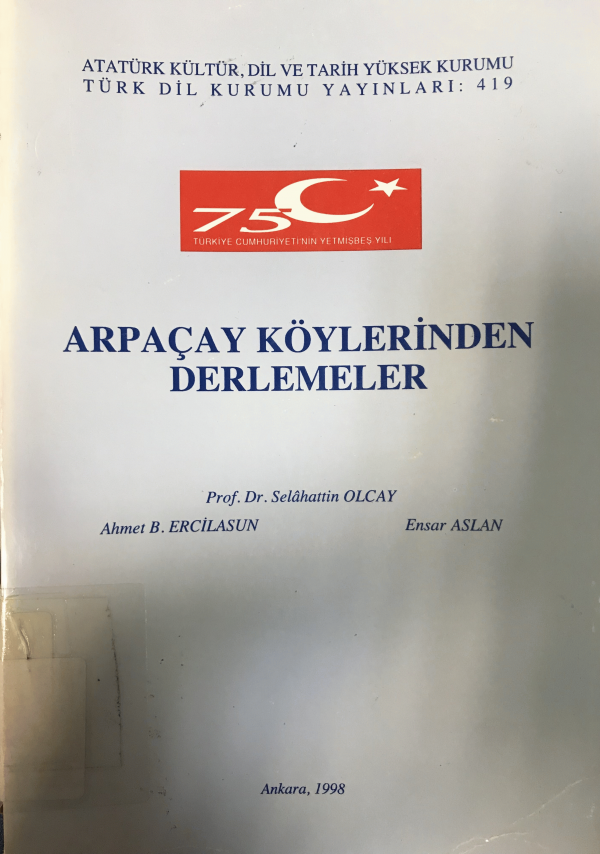 ATATÜRK KÜLTÜR, DİL VE TARİH YÜKSEK KURUMU
TÜRK DİL KURUMU YAYINLARI: 419
75
TÜRKİYE CUMHURİYETİ'NİN YETMİŞBEŞ YILI
ARPAÇAY KÖYLERİNDEN
DERLEMELER
Prof. Dr. Selâhattin OLCAY
Ahmet B. ERCİLASUN Ensar ASLAN
Ankara, 1998